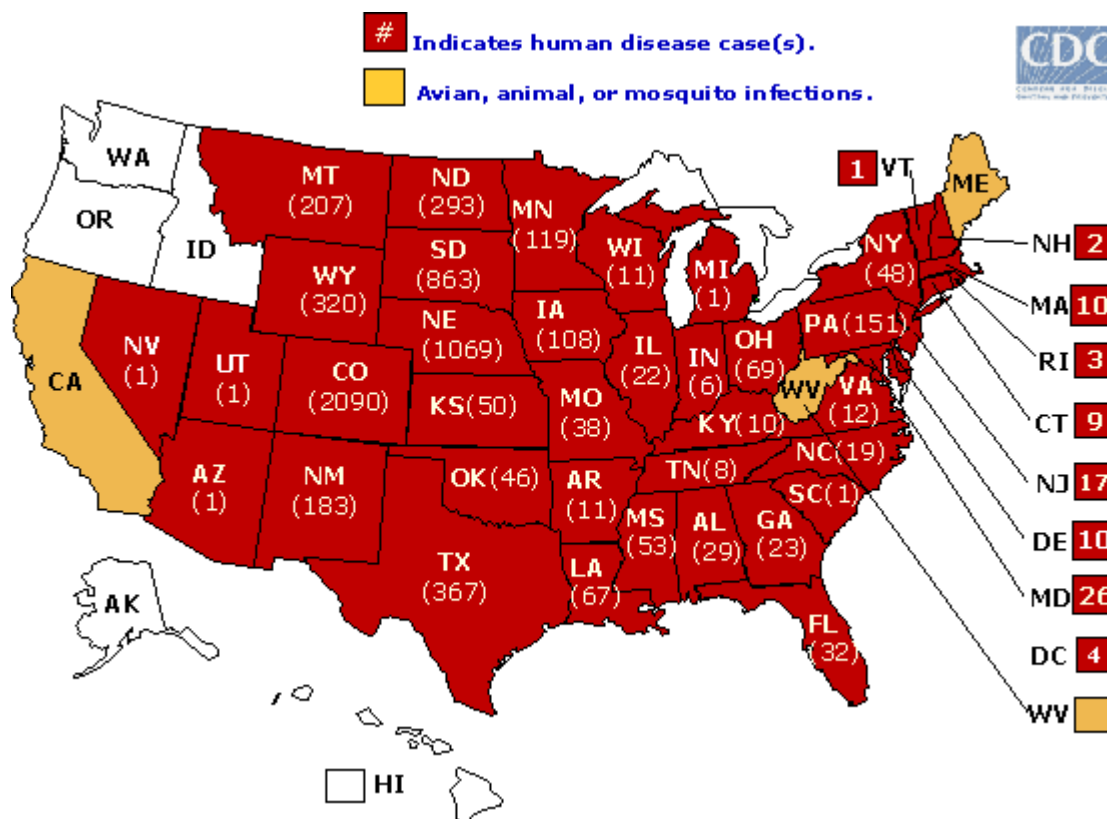 # Indicates human disease case(s).
Avian, animal, or mosquito infections.
CDC
WA
OR
ID
MT
(207)
ND
(293)
MN
(119)
SD
(863)
WY
(320)
WI
(11)
MI
(1)
NY
(48)
1 VT
ME
NH 2
MA 10
RI 3
CT 9
NJ 17
DE 10
MD 26
DC 4
WV
CA
NV
(1)
UT
(1)
CO
(2090)
NE
(1069)
IA
(108)
IL
(22)
IN
(6)
OH
(69)
PA(151)
WV
VA
(12)
KS(50)
MO
(38)
KY(10)
NC(19)
TN(8)
SC(1)
AZ
(1)
NM
(183)
OK(46)
AR
(11)
MS
(53)
AL
(29)
GA
(23)
TX
(367)
LA
(67)
FL
(32)
AK
HI